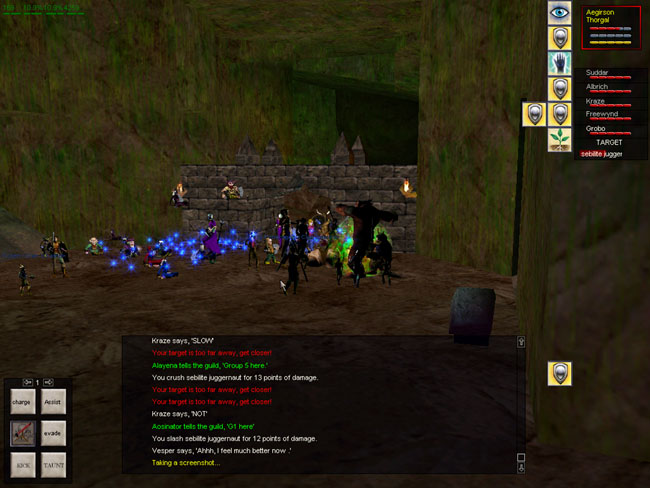 Aegirson
Thorgal
Suddar
Albrich
Kraze
Freewynd
Grobo
TARGET
sebilite jugger
Kraze says, 'SLOW'
Your target is too far away, get closer!
Alayena tells the guild, 'Group 5 here.'
You crush sebilite juggernaut for 13 points of damage.
Your target is too far away, get closer!
Your target is too far away, get closer!
Kraze says, 'NOT'
Aosinator tells the guild, 'G1 here'
You slash sebilite juggernaut for 12 points of damage.
Vesper says, 'Ahhh, I feel much better now .'
Taking a screenshot...
1
charge
Assist
evade
KICK
TAUNT